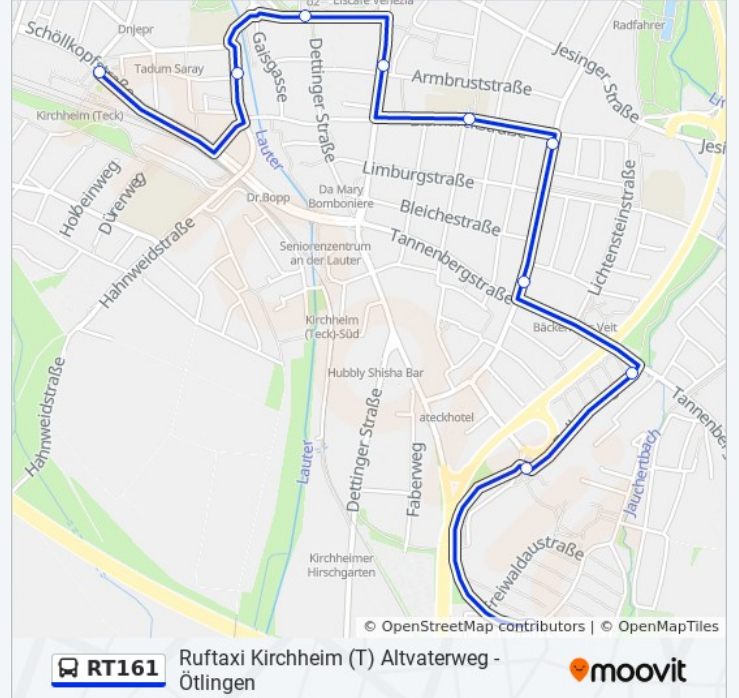 Eiscafé Venezia
Dnjepr
Schöllkopfstraße
Radfahrer
Tadum Saray
Gaisgasse
Dettinger Straße
Jesinger Straße
Armbruststraße
Kirchheim (Teck)
Lauter
Limburgstraße
Holbeinweg
Dürerweg
Dr.Bopp
Da Mary
Bomboniere
Bleichestraße
Lichtensteinstraße
Hahnweidstraße
Seniorenzentrum
an der Lauter
Tannenbergstraße
Kirchheim
(Teck)-Süd
Veit
Hubbly Shisha Bar
Hahnweidstraße
Dettinger Straße
ateckhotel
Faberweg
Lauter
Tannenberg
Jauchertbach
Kirchheimer
Hirschgarten
Freiwaldaustraße
© OpenStreetMap contributors | © OpenMapTiles
RT161
Ruftaxi Kirchheim (T) Altvaterweg -
Ötlingen
moovit